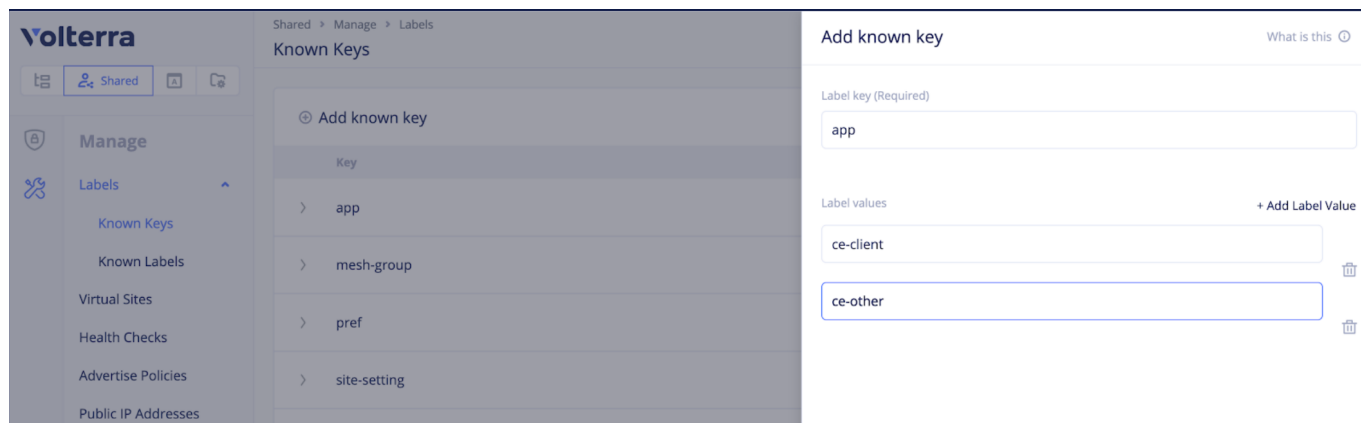 Volterra
Shared
Manage
Labels
Known Keys
Known Labels
Virtual Sites
Health Checks
Advertise Policies
Public IP Addresses
Shared > Manage > Labels
Known Keys
Add known key
Key
app
mesh-group
pref
site-setting
Add known key
What is this
Label key (Required)
app
Label values
+ Add Label Value
ce-client
ce-other